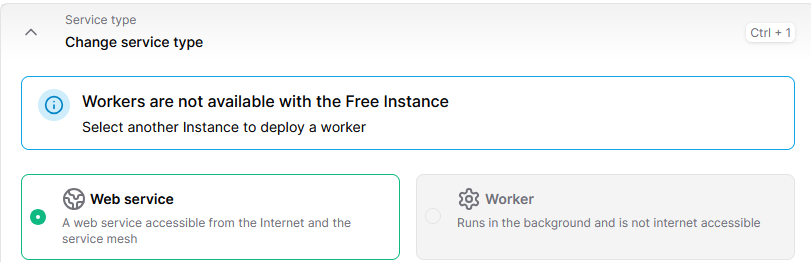 Service type
Change service type
Ctrl + 1
Workers are not available with the Free Instance
Select another Instance to deploy a worker
Web service
A web service accessible from the Internet and the
service mesh
Worker
Runs in the background and is not internet accessible